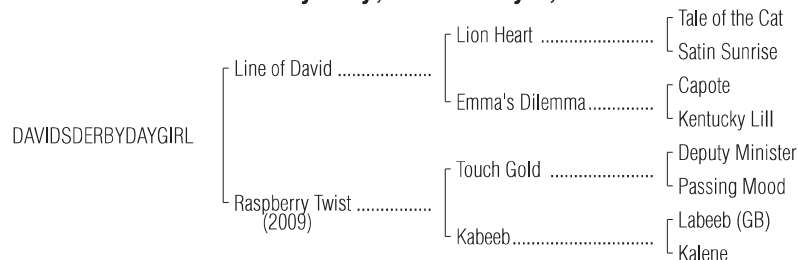 Tale of the Cat
Lion Heart ....................
Satin Sunrise
Line of David .....................
Capote
Emma's Dilemma...............
Kentucky Lill
DAVIDSDERBYDAYGIRL
Deputy Minister
Touch Gold ..................
Passing Mood
Raspberry Twist .................
(2009)
Labeeb (GB)
Kabeeb.........................
Kalene